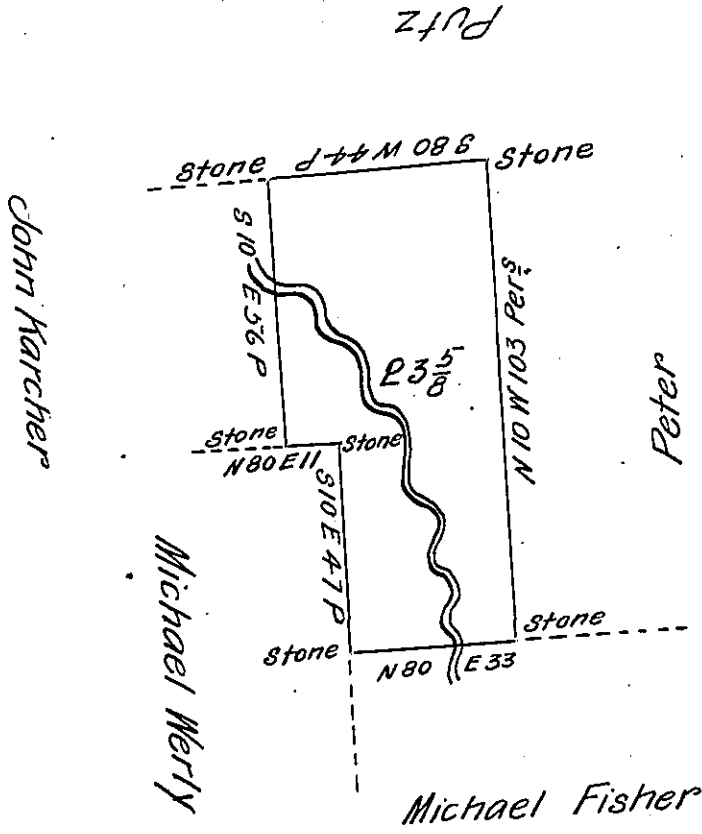 Putz
S 80 W 44 P
Stone
Stone
John Karcher
S 10 E 56 P
N 10 W 103 Per.s
P 3 5/8
Peter
Stone
Stone
N 80 E 11
S 10 E 47 P
Michael Werly
Stone
Stone
N 80 E 33
Michael Fisher